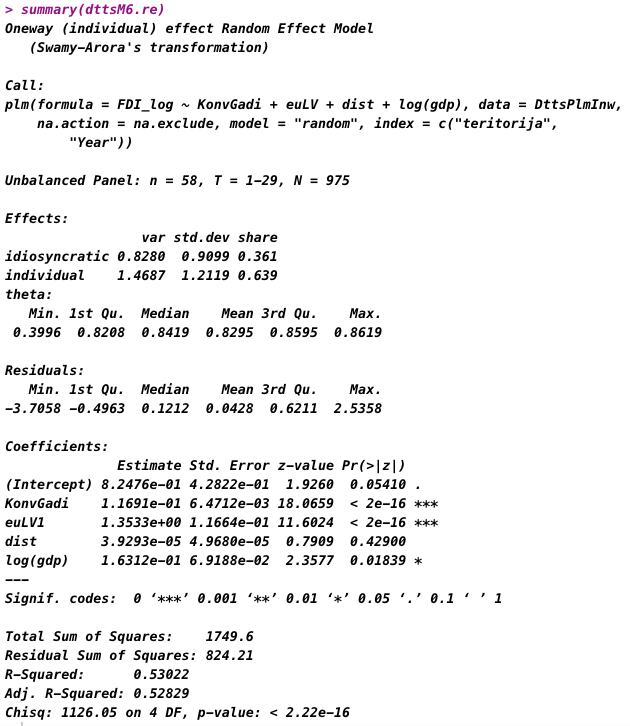 > summary(dttsM6.re)
Oneway (individual) effect Random Effect Model
   (Swamy-Arora's transformation)

Call:
plm(formula = FDI_log ~ KonvGadi + euLV + dist + log(gdp), data = DttsPlmInw,
    na.action = na.exclude, model = "random", index = c("teritorija",
        "Year"))

Unbalanced Panel: n = 58, T = 1-29, N = 975

Effects:
                 var std.dev share
idiosyncratic 0.8280  0.9099 0.361
individual    1.4687  1.2119 0.639
theta:
   Min. 1st Qu.  Median    Mean 3rd Qu.    Max.
 0.3996  0.8208  0.8419  0.8295  0.8595  0.8619

Residuals:
   Min. 1st Qu.  Median    Mean 3rd Qu.    Max.
-3.7058 -0.4963  0.1212  0.0428  0.6211  2.5358

Coefficients:
              Estimate Std. Error z-value Pr(>|z|)
(Intercept) 8.2476e-01 4.2822e-01  1.9260  0.05410 .
KonvGadi    1.1691e-01 6.4712e-03 18.0659  < 2e-16 ***
euLV1       1.3533e+00 1.1664e-01 11.6024  < 2e-16 ***
dist        3.9293e-05 4.9680e-05  0.7909  0.42900
log(gdp)    1.6312e-01 6.9188e-02  2.3577  0.01839 *
---
Signif. codes:  0 ‘***’ 0.001 ‘**’ 0.01 ‘*’ 0.05 ‘.’ 0.1 ‘ ’ 1

Total Sum of Squares:    1749.6
Residual Sum of Squares: 824.21
R-Squared:      0.53022
Adj. R-Squared: 0.52829
Chisq: 1126.05 on 4 DF, p-value: < 2.22e-16